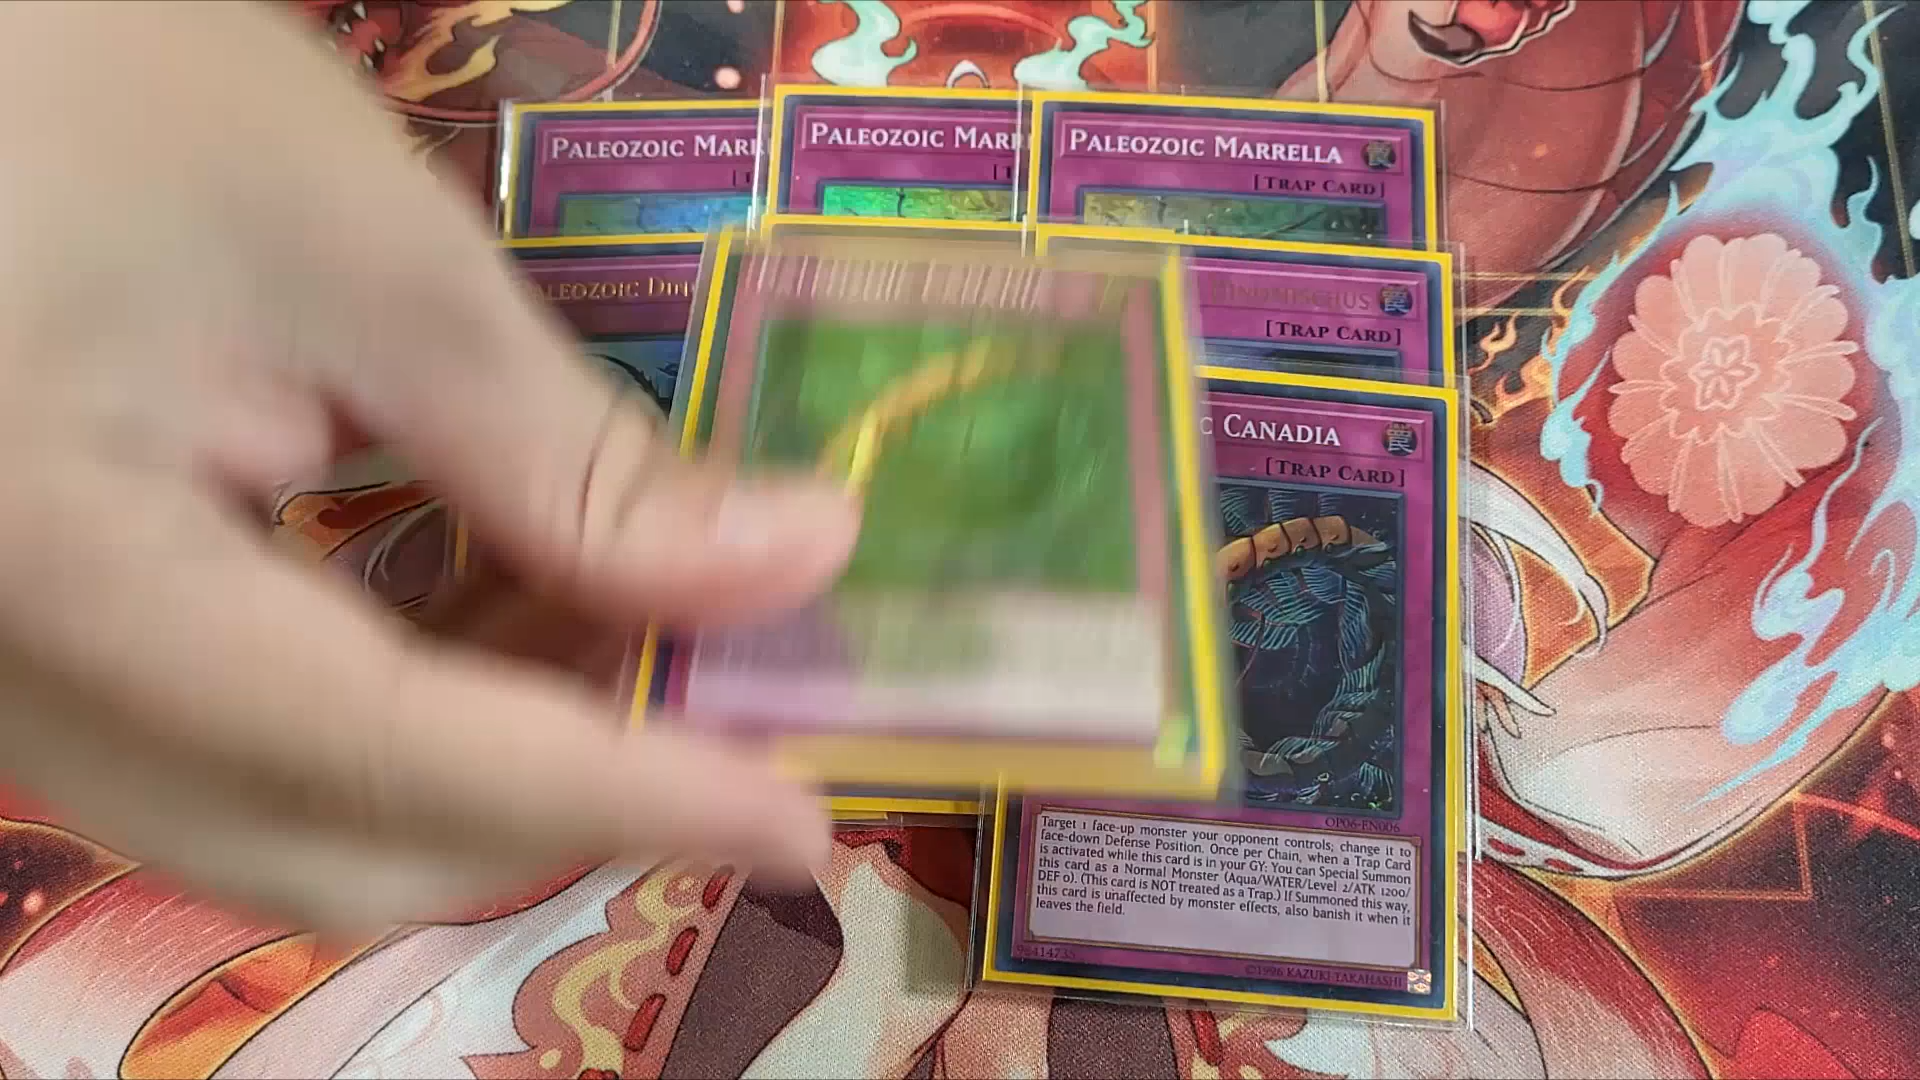 PALEOZOIC MARR
PALEOZOIC MARR
PALEOZOIC MARRELLA
[TRAP CARD]
PALEOZOIC DIN
DINOMISCHUS
[TRAP CARD]
C CANADIA
[TRAP CARD]
OP06-EN006
Target 1 face-up monster your opponent controls; change it to
face-down Defense Position. Once per Chain, when a Trap Card
is activated while this card is in your GY: You can Special Summon
this card as a Normal Monster (Aqua/WATER/Level 2/ATK 1200/
DEF 0). (This card is NOT treated as a Trap.) If Summoned this way,
this card is unaffected by monster effects, also banish it when it
leaves the field.
©1996 KAZUKI TAKAHASHI